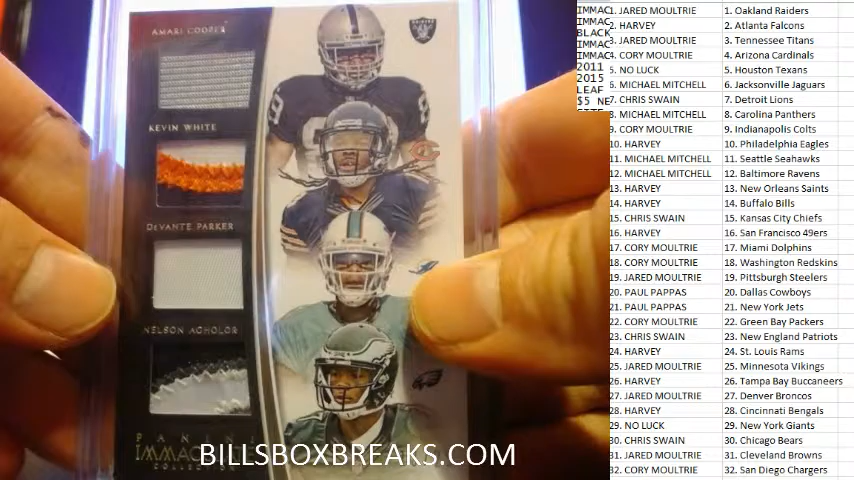 AMARI COOPER
KEVIN WHITE
DEVANTE PARKER
NELSON AGHOLOR
PANINI
IMMACULATE
COLLECTION
BILLSBOXBREAKS.COM
IMMAC
IMMAC
BLACK
IMMAC
IMMAC
2011
2015
LEAF
$5 NE
1. JARED MOULTRIE 1. Oakland Raiders
2. HARVEY 2. Atlanta Falcons
3. JARED MOULTRIE 3. Tennessee Titans
4. CORY MOULTRIE 4. Arizona Cardinals
5. NO LUCK 5. Houston Texans
6. MICHAEL MITCHELL 6. Jacksonville Jaguars
7. CHRIS SWAIN 7. Detroit Lions
8. MICHAEL MITCHELL 8. Carolina Panthers
9. CORY MOULTRIE 9. Indianapolis Colts
10. HARVEY 10. Philadelphia Eagles
11. MICHAEL MITCHELL 11. Seattle Seahawks
12. MICHAEL MITCHELL 12. Baltimore Ravens
13. HARVEY 13. New Orleans Saints
14. HARVEY 14. Buffalo Bills
15. CHRIS SWAIN 15. Kansas City Chiefs
16. HARVEY 16. San Francisco 49ers
17. CORY MOULTRIE 17. Miami Dolphins
18. CORY MOULTRIE 18. Washington Redskins
19. JARED MOULTRIE 19. Pittsburgh Steelers
20. PAUL PAPPAS 20. Dallas Cowboys
21. PAUL PAPPAS 21. New York Jets
22. CORY MOULTRIE 22. Green Bay Packers
23. CHRIS SWAIN 23. New England Patriots
24. HARVEY 24. St. Louis Rams
25. JARED MOULTRIE 25. Minnesota Vikings
26. HARVEY 26. Tampa Bay Buccaneers
27. JARED MOULTRIE 27. Denver Broncos
28. HARVEY 28. Cincinnati Bengals
29. NO LUCK 29. New York Giants
30. CHRIS SWAIN 30. Chicago Bears
31. JARED MOULTRIE 31. Cleveland Browns
32. CORY MOULTRIE 32. San Diego Chargers